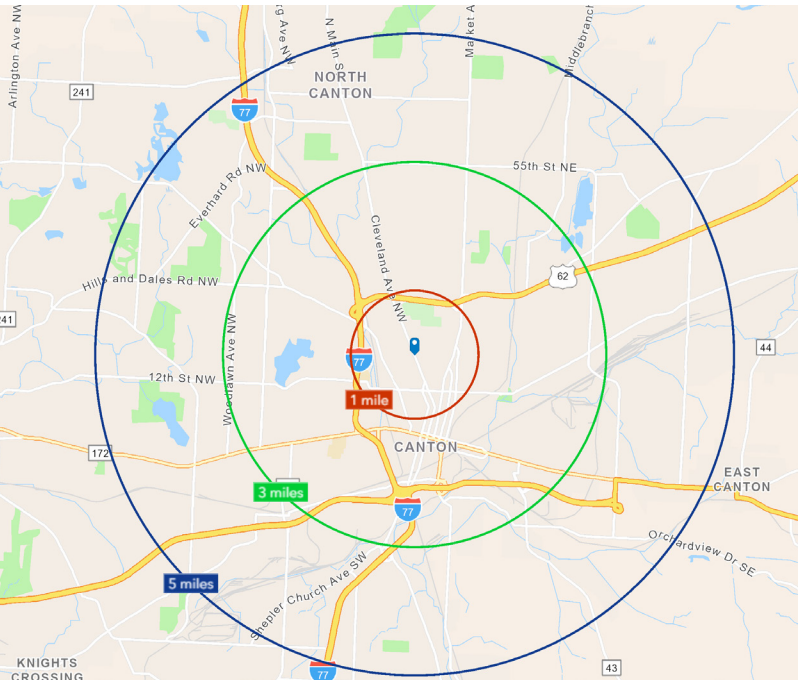 Arlington Ave NW
g Ave NW
N Main S
Market A
Middlebranc
NORTH
CANTON
241
77
55th St NE
Everhard Rd NW
Cleveland Ave NW
62
Hills and Dales Rd NW
241
Woodlawn Ave NW
44
77
12th St NW
1 mile
CANTON
172
EAST
CANTON
3 miles
77
Orchardview Dr SE
Shepler Church Ave SW
5 miles
KNIGHTS
CROSSING
77
43